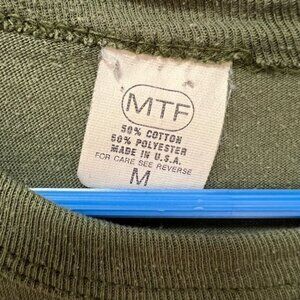 MTF
50% COTTON
50% POLYESTER
MADE IN U.S.A.
FOR CARE SEE REVERSE
M